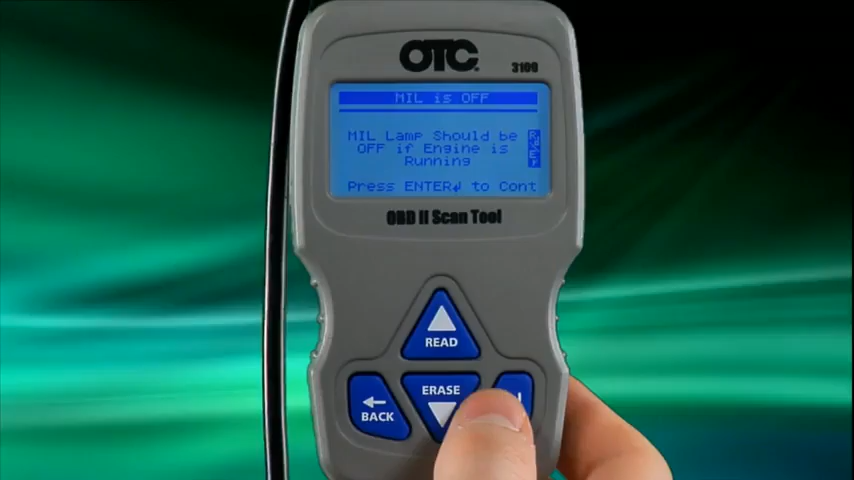 OTC
3109
MIL is OFF
MIL Lamp Should be
OFF if Engine is
Running
Press ENTER↲ to Cont
OBD II Scan Tool
READ
ERASE
BACK